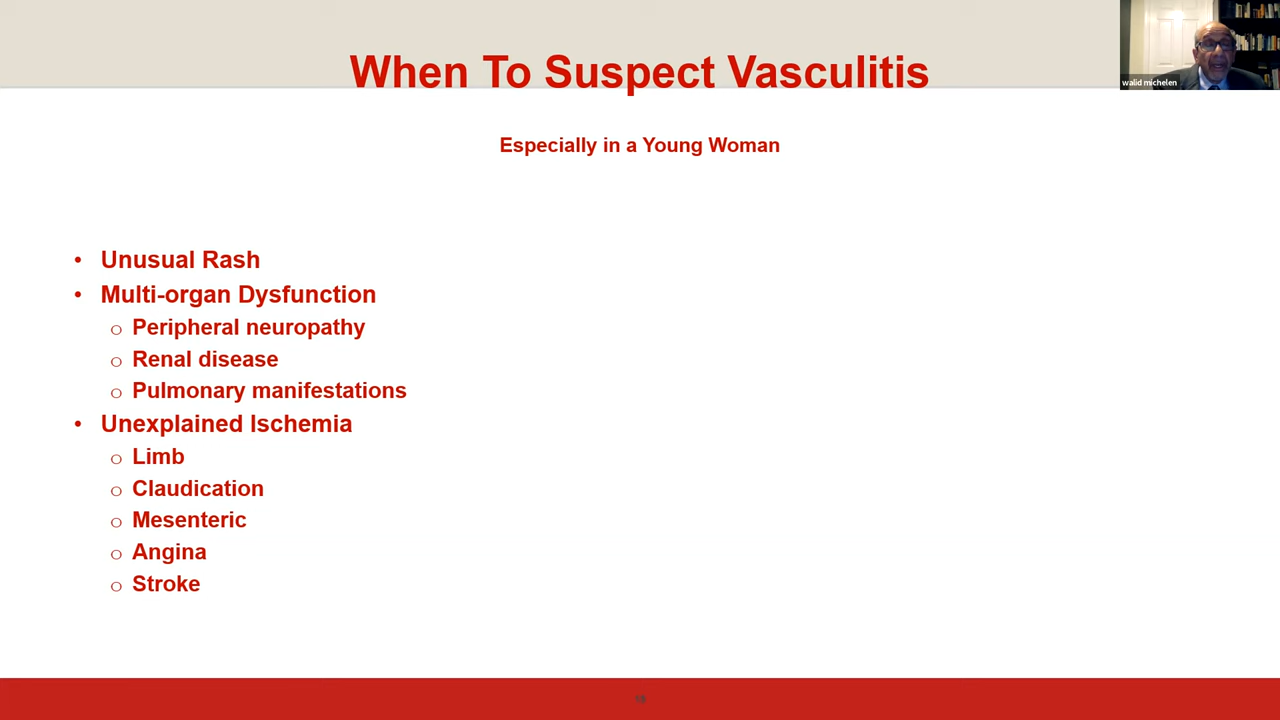 When To Suspect Vasculitis
walid michelen
Especially in a Young Woman
• Unusual Rash
• Multi-organ Dysfunction
o Peripheral neuropathy
o Renal disease
o Pulmonary manifestations
• Unexplained Ischemia
o Limb
o Claudication
o Mesenteric
o Angina
o Stroke